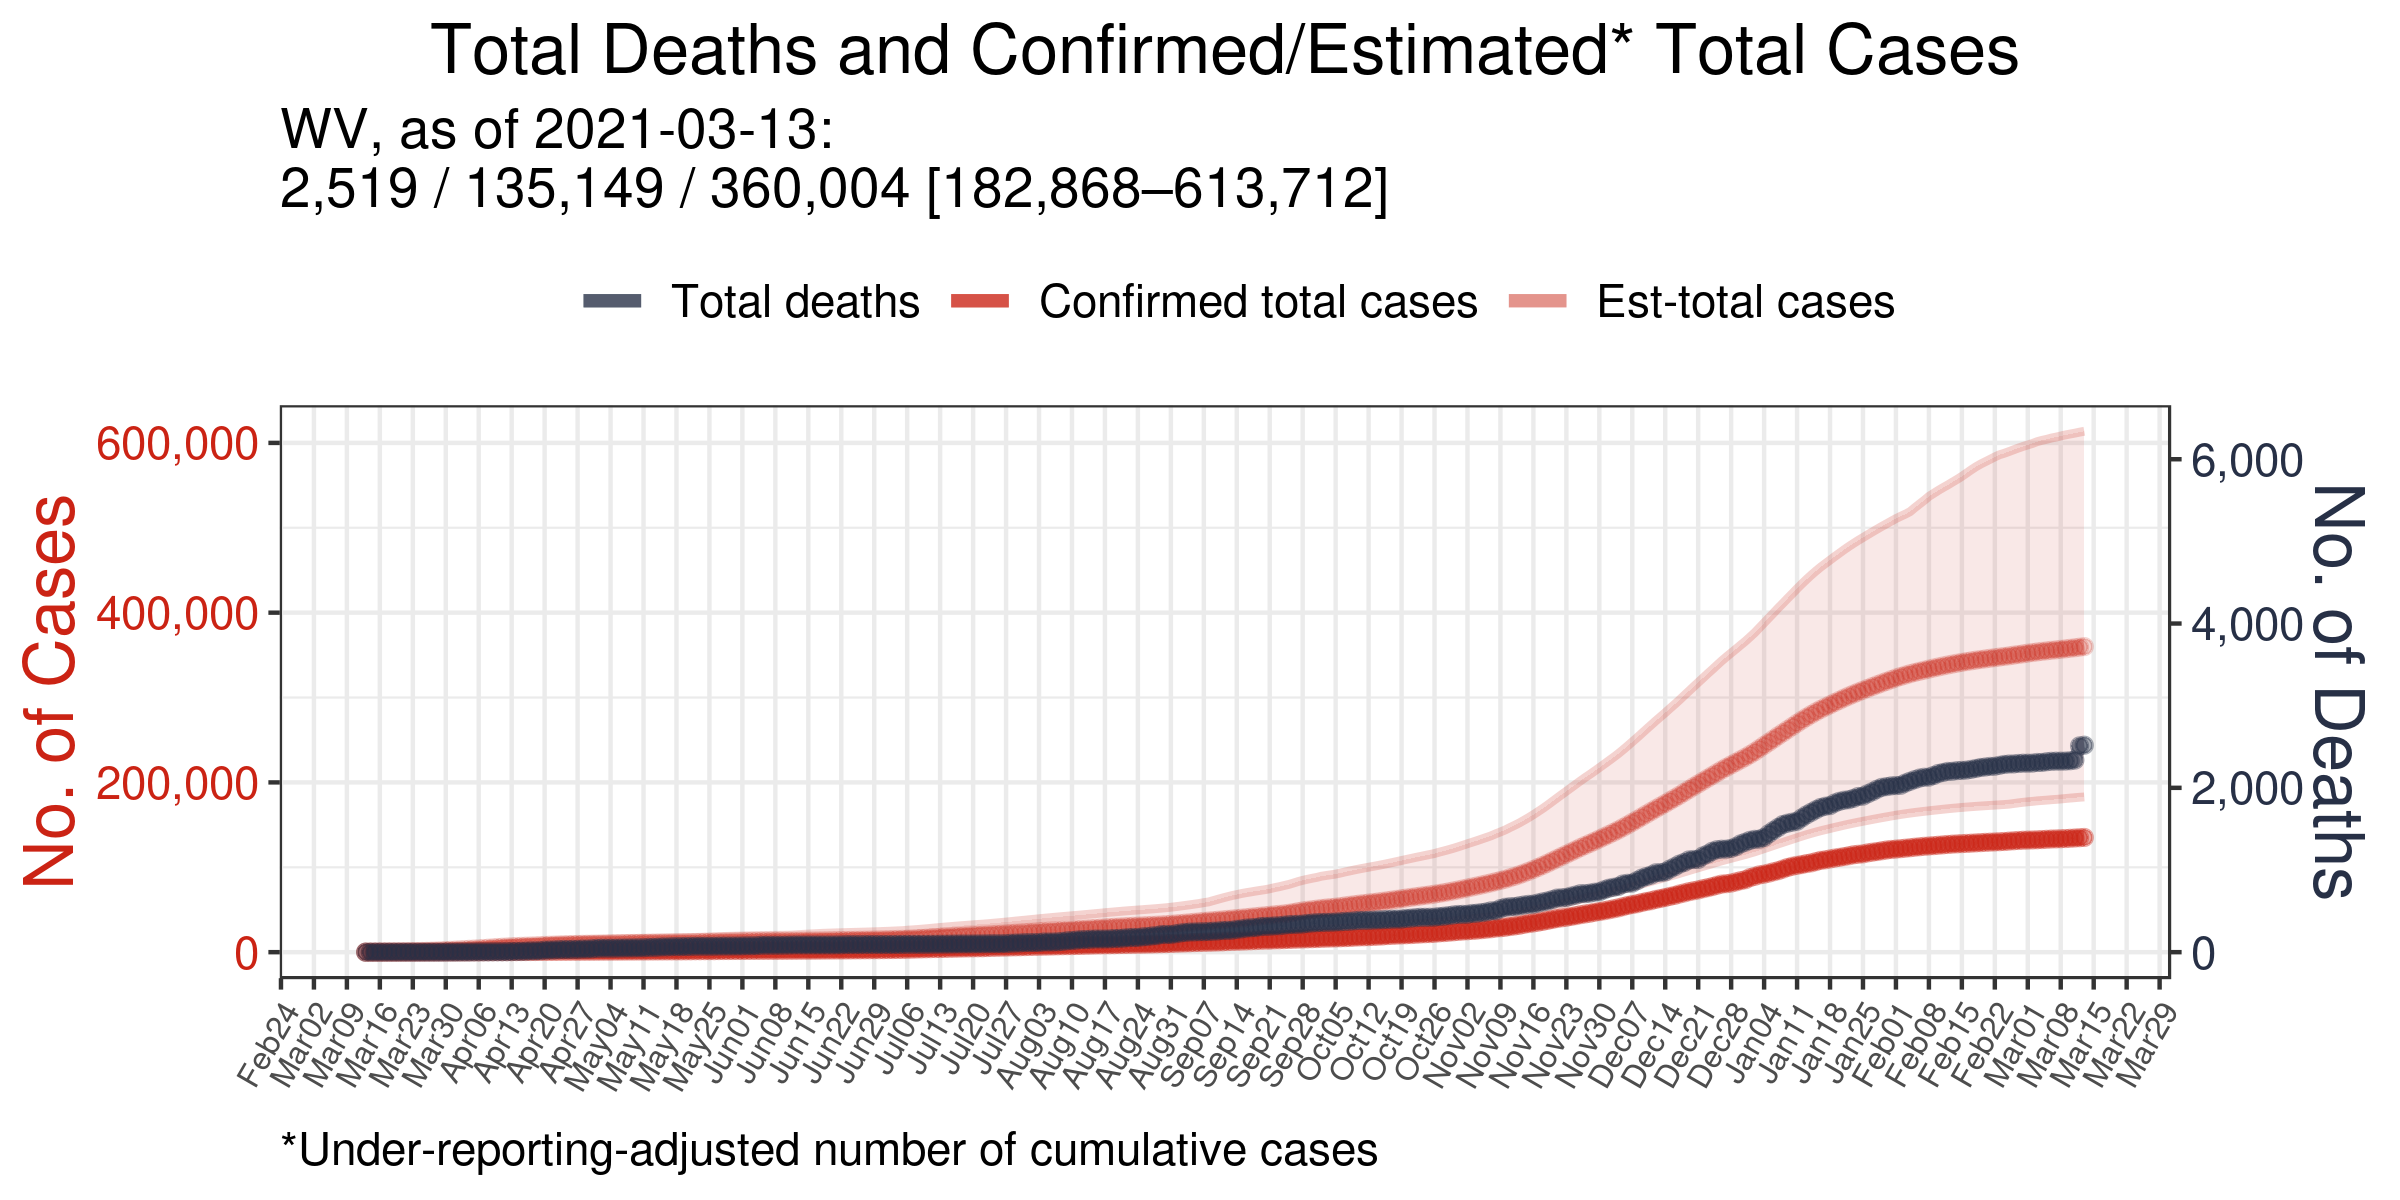 Total Deaths and Confirmed/Estimated* Total Cases
WV, as of 2021-03-13:
2,519 / 135,149 / 360,004 [182,868–613,712]
Total deaths
Confirmed total cases
Est-total cases
No. of Cases
600,000
400,000
200,000
0
6,000
4,000
2,000
0
No. of Deaths
Feb24
Mar02
Mar09
Mar16
Mar23
Mar30
Apr06
Apr13
Apr20
Apr27
May04
May11
May18
May25
Jun01
Jun08
Jun15
Jun22
Jun29
Jul06
Jul13
Jul20
Jul27
Aug03
Aug10
Aug17
Aug24
Aug31
Sep07
Sep14
Sep21
Sep28
Oct05
Oct12
Oct19
Oct26
Nov02
Nov09
Nov16
Nov23
Nov30
Dec07
Dec14
Dec21
Dec28
Jan04
Jan11
Jan18
Jan25
Feb01
Feb08
Feb15
Feb22
Mar01
Mar08
Mar15
Mar22
Mar29
*Under-reporting-adjusted number of cumulative cases